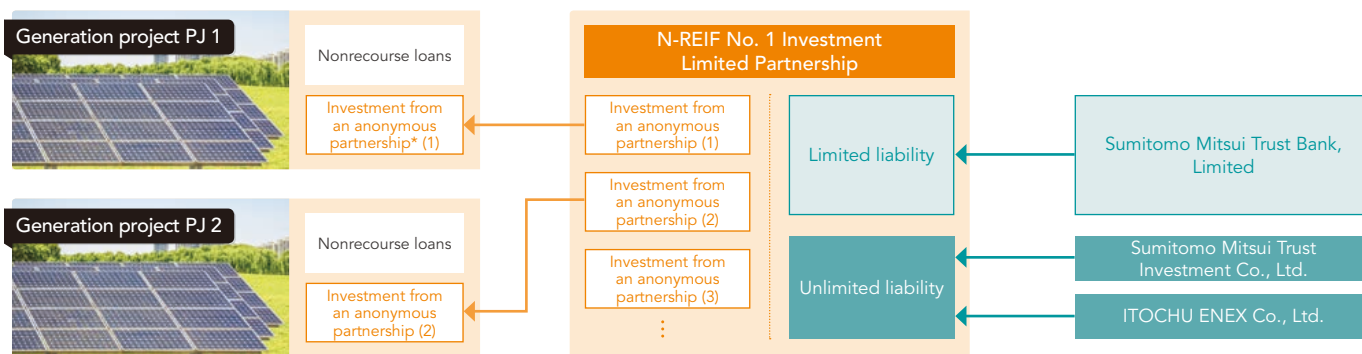 Generation project PJ 1
Nonrecourse loans
Investment from
an anonymous
partnership* (1)
Generation project PJ 2
Nonrecourse loans
Investment from
an anonymous
partnership (2)
N-REIF No. 1 Investment
Limited Partnership
Investment from
an anonymous
partnership (1)
Investment from
an anonymous
partnership (2)
Investment from
an anonymous
partnership (3)
⋮
Limited liability
Unlimited liability
Sumitomo Mitsui Trust Bank,
Limited
Sumitomo Mitsui Trust
Investment Co., Ltd.
ITOCHU ENEX Co., Ltd.